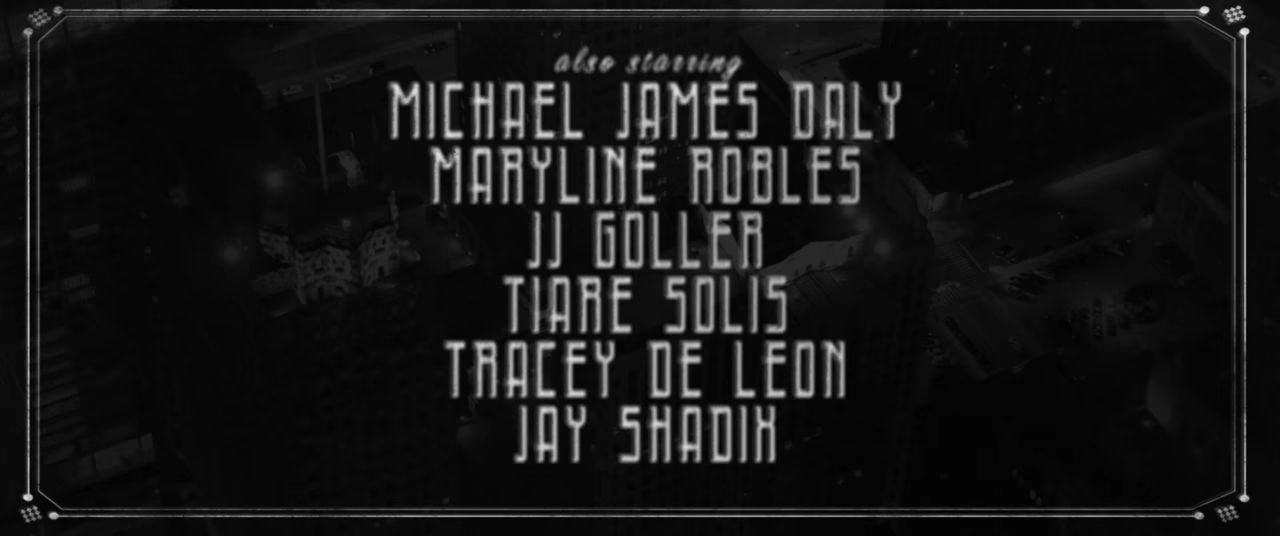 also starring
MICHAEL JAMES DALY
MARYLINE ROBLES
JJ GOLLER
TIARE SOLIS
TRACEY DE LEON
JAY SHADIX